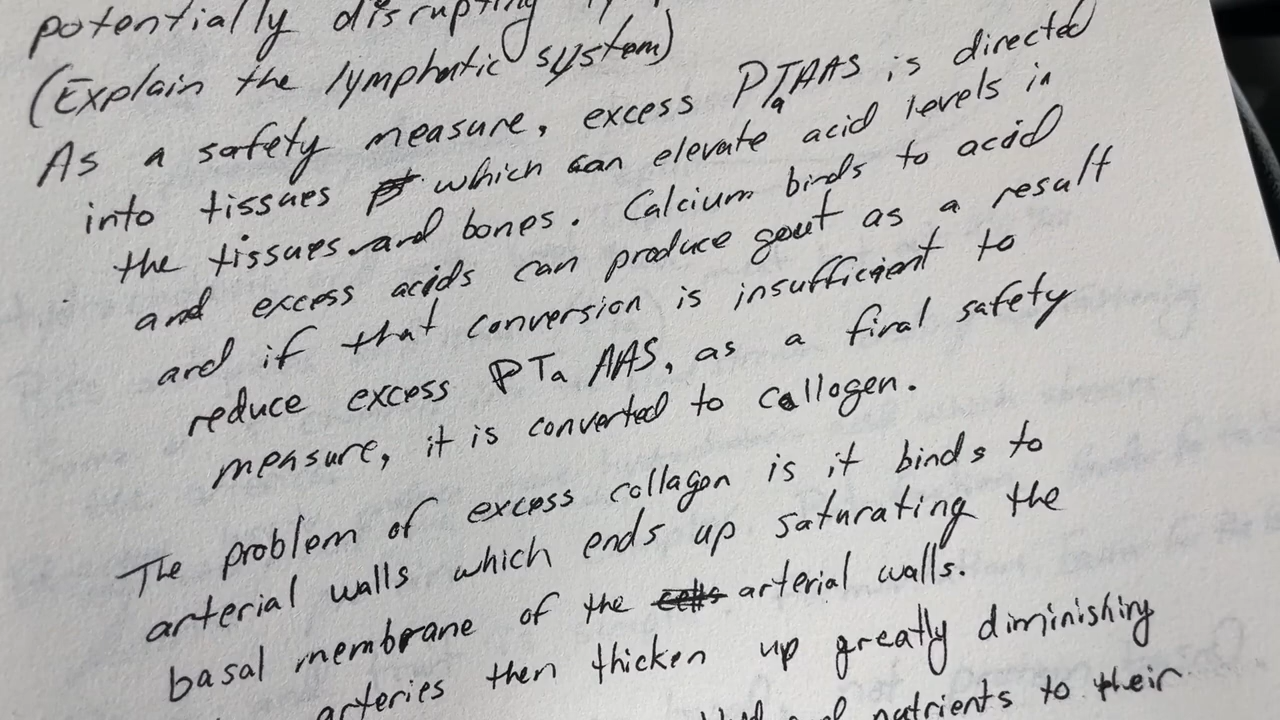 potentially disrupting
(Explain the lymphatic system)
As a safety measure, excess PTaAAS is directed
into tissues which can elevate acid levels in
the tissues and bones. Calcium binds to acid
and excess acids can produce gout as a result
and if that conversion is insufficient to
reduce excess PTa AAS, as a final safety
measure, it is converted to collagen.
The problem of excess collagen is it binds to
arterial walls which ends up saturating the
basal membrane of the cells arterial walls.
arteries then thicken up greatly diminishing
and nutrients to their